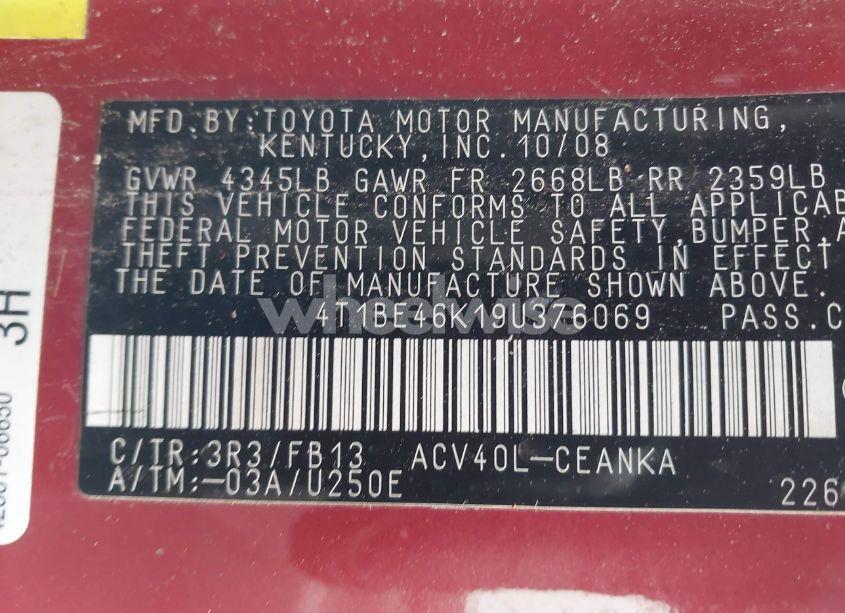 MFD.BY:TOYOTA MOTOR MANUFACTURING,
KENTUCKY,INC.10/08
GVWR 4345LB GAWR FR 2668LB RR 2359LB
THIS VEHICLE CONFORMS TO ALL APPLICAB
FEDERAL MOTOR VEHICLE SAFETY,BUMPER,A
THEFT PREVENTION STANDARDS IN EFFECT
THE DATE OF MANUFACTURE SHOWN ABOVE.
wheelwise
4T1BE46K19U376069 PASS.C
C/TR:3R3/FB13 ACV40L-CEANKA
A/TM:-03A/U250E
226
3H